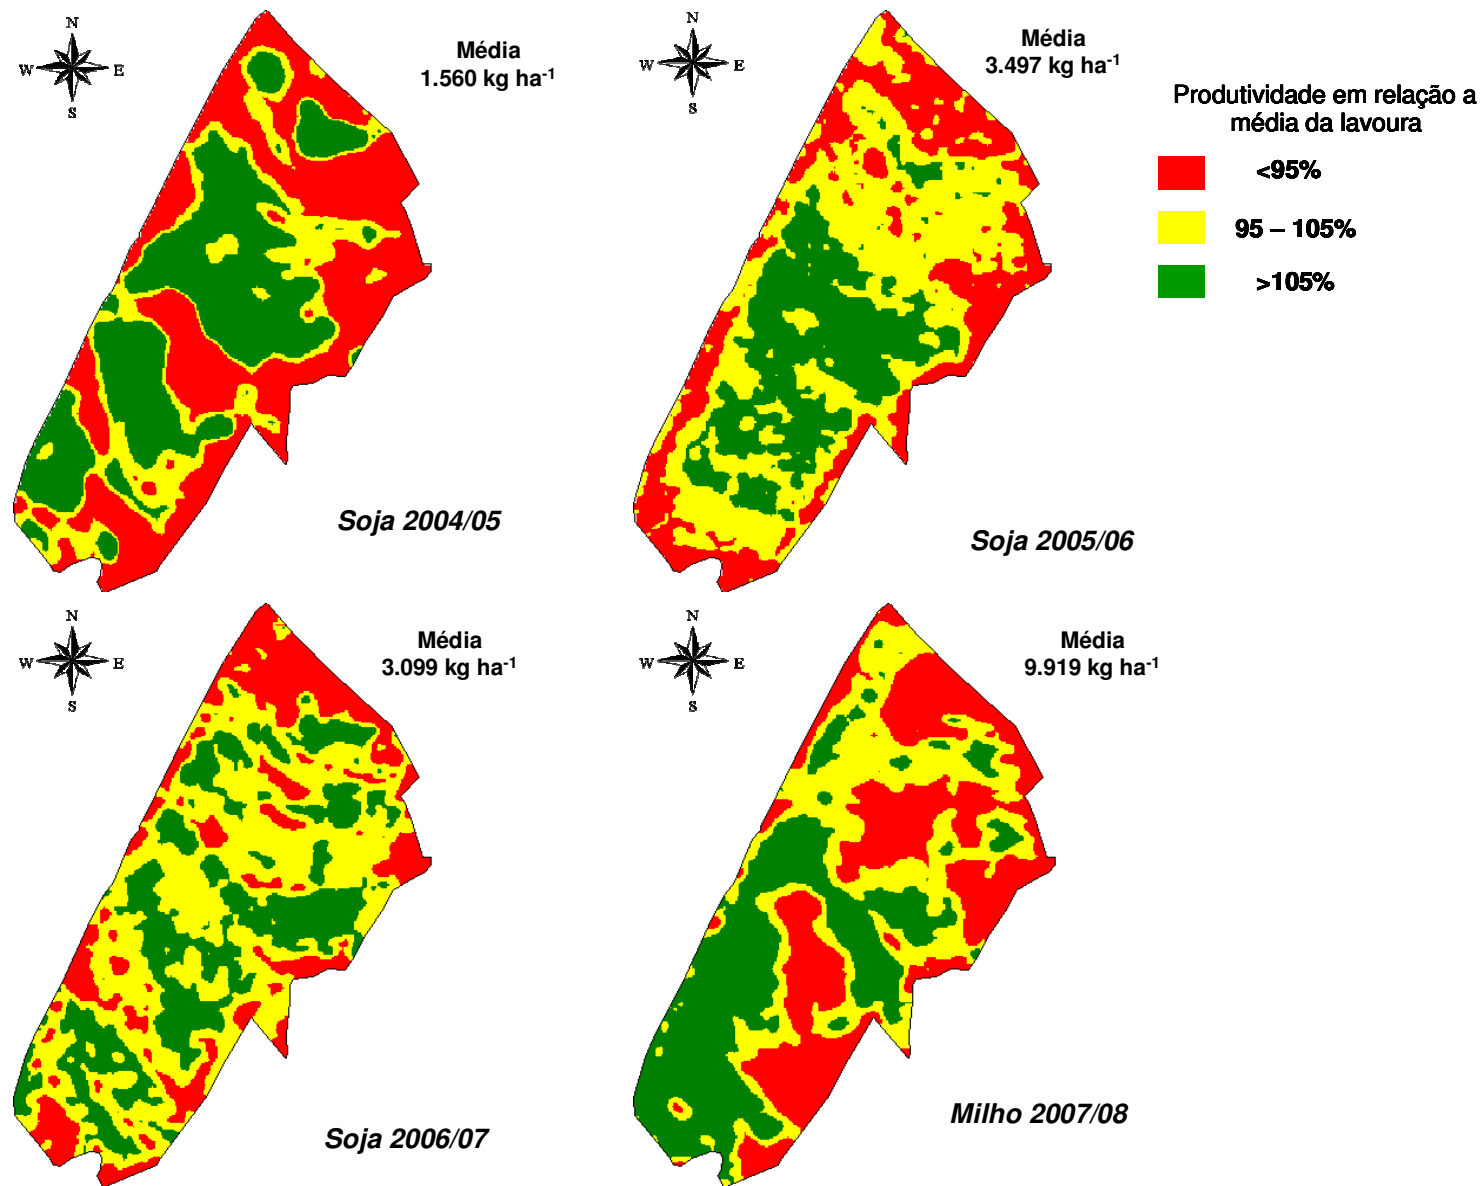 N
W E
S
Média
1.560 kg ha⁻¹
Soja 2004/05
N
W E
S
Média
3.497 kg ha⁻¹
Soja 2005/06
Produtividade em relação a
média da lavoura
<95%
95 – 105%
>105%
N
W E
S
Média
3.099 kg ha⁻¹
Soja 2006/07
N
W E
S
Média
9.919 kg ha⁻¹
Milho 2007/08